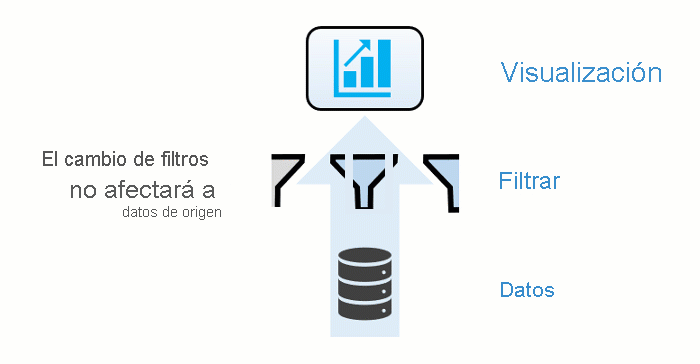 Visualización
El cambio de filtros
no afectará a
datos de origen
Filtrar
Datos